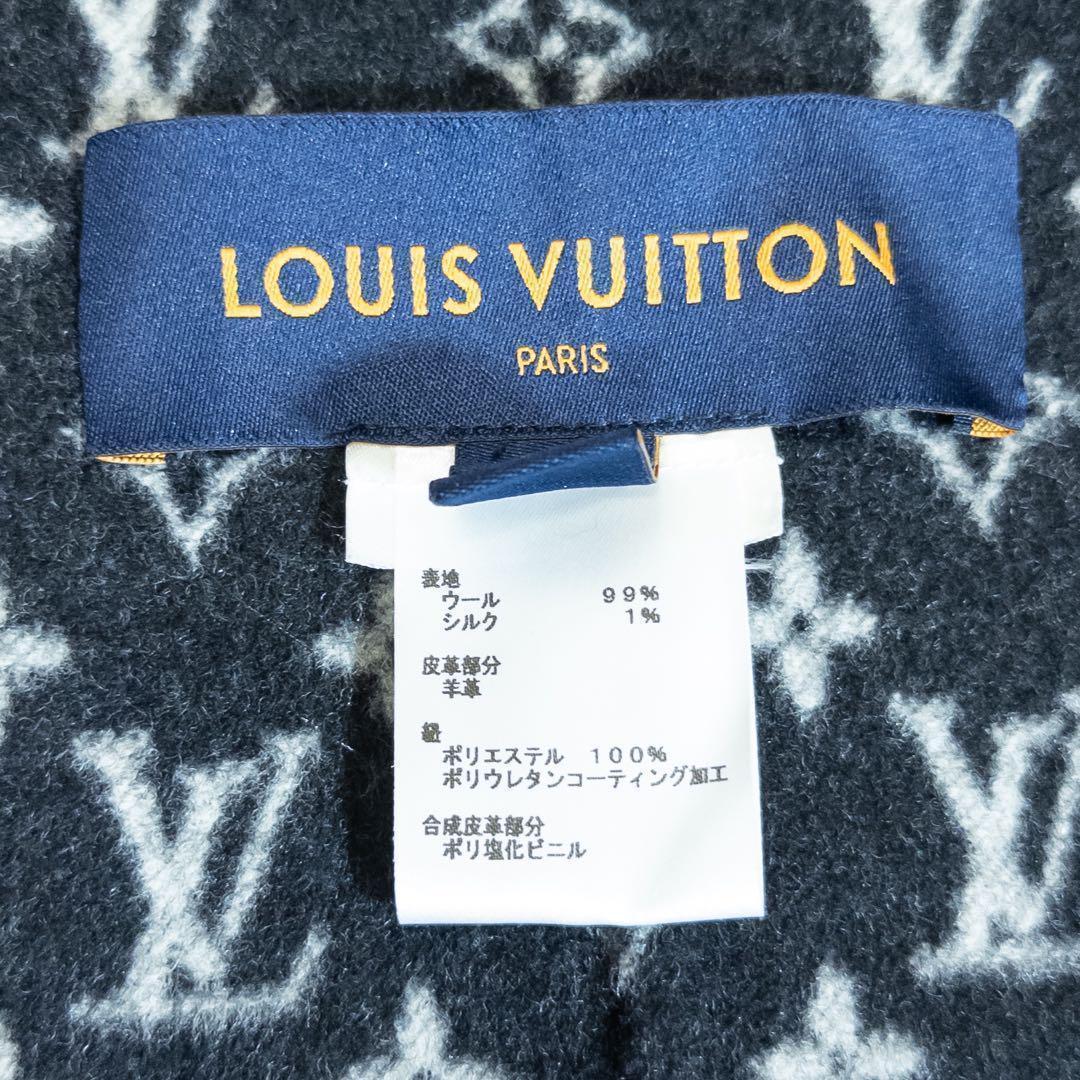 LOUIS VUITTON
PARIS
表地
ウール 99%
シルク 1%
皮革部分
羊革
紐
ポリエステル 100%
ポリウレタンコーティング加工
合成皮革部分
ポリ塩化ビニル